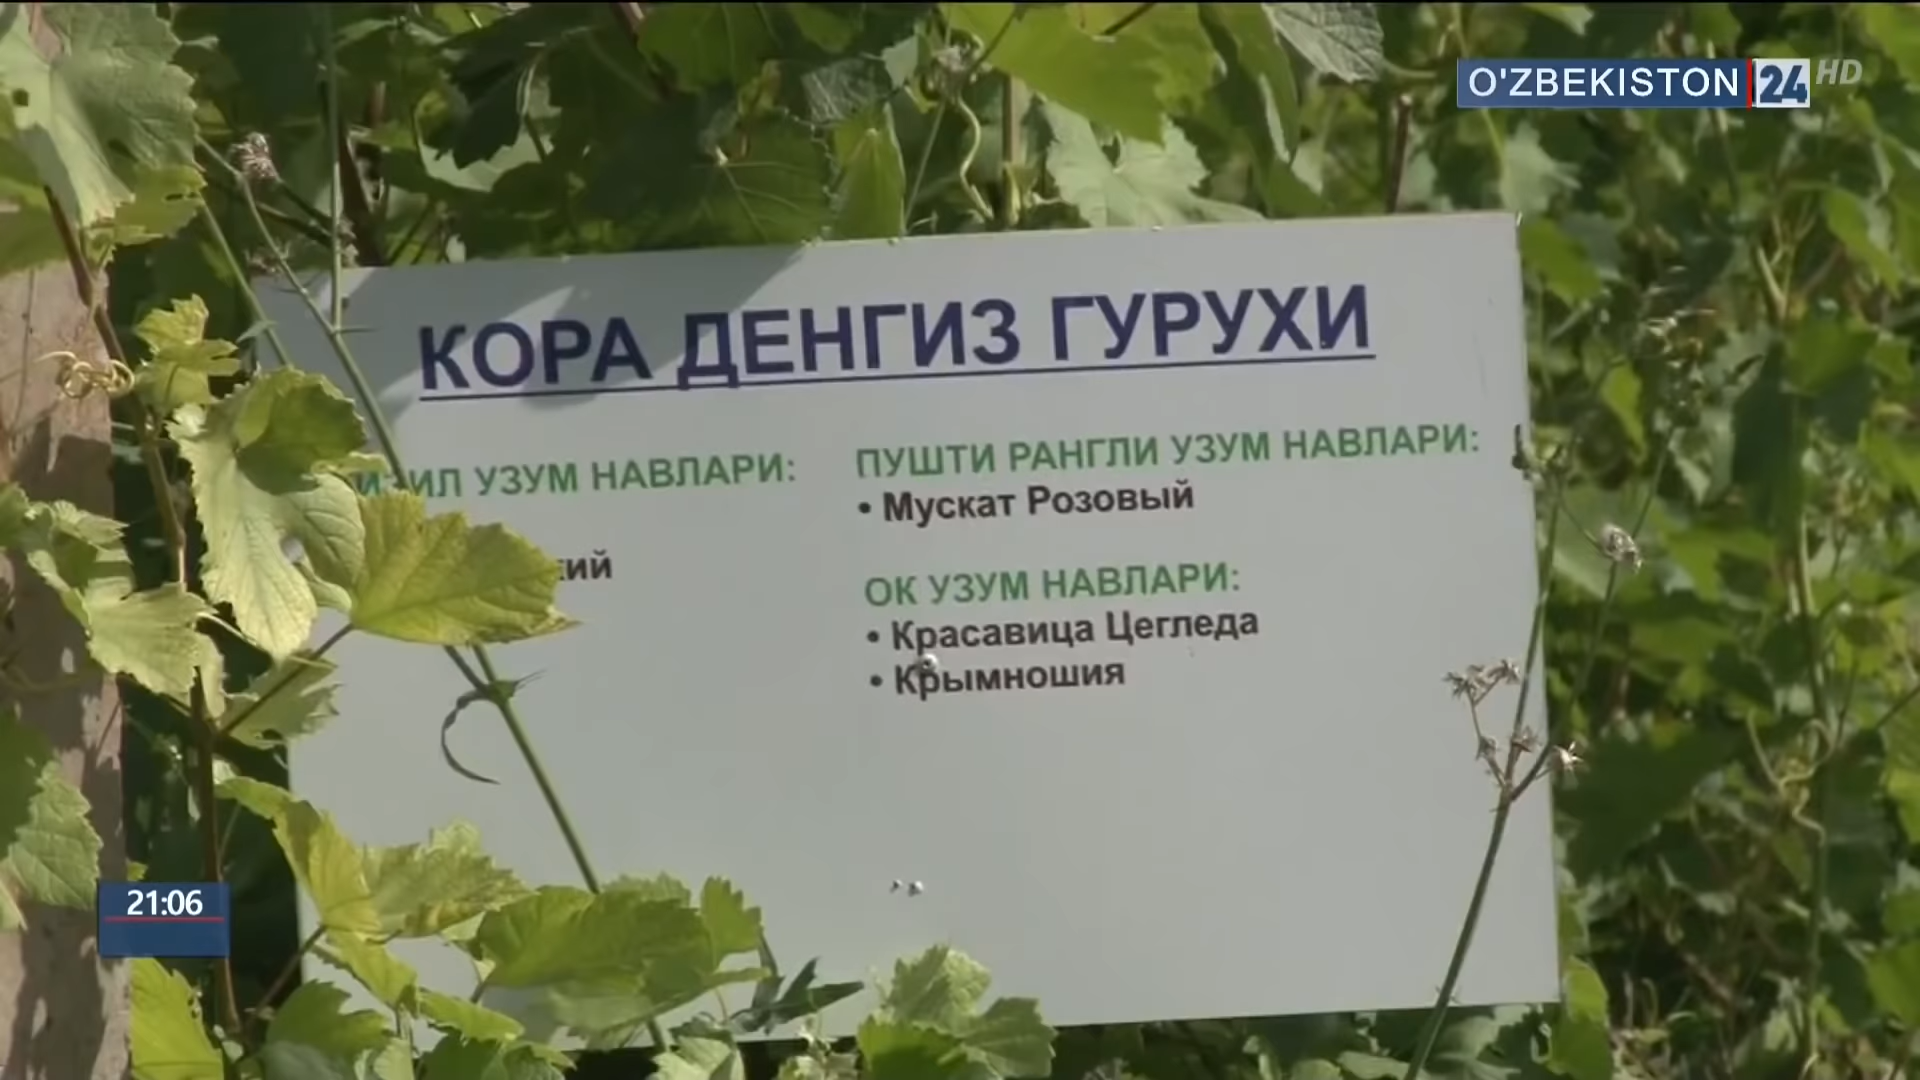 O'ZBEKISTON 24 HD
КОРА ДЕНГИЗ ГУРУХИ
УЗУМ НАВЛАРИ:
ПУШТИ РАНГЛИ УЗУМ НАВЛАРИ:
• Мускат Розовый
ОК УЗУМ НАВЛАРИ:
• Красавица Цегледа
• Крымношия
21:06